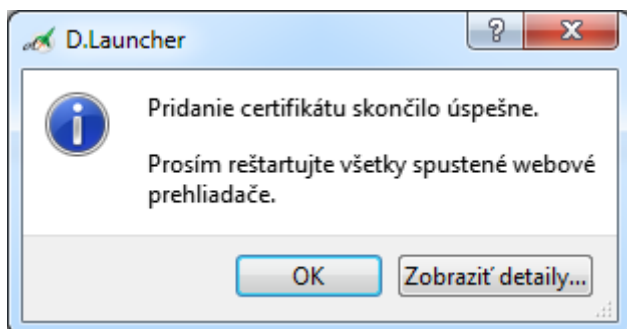 D.Launcher
Pridanie certifikátu skončilo úspešne.
Prosím reštartujte všetky spustené webové
prehliadače.
OK
Zobraziť detaily...